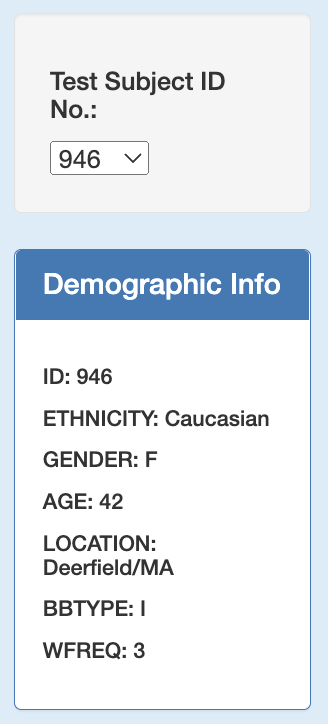 Test Subject ID
No.:
946
Demographic Info
ID: 946
ETHNICITY: Caucasian
GENDER: F
AGE: 42
LOCATION:
Deerfield/MA
BBTYPE: I
WFREQ: 3